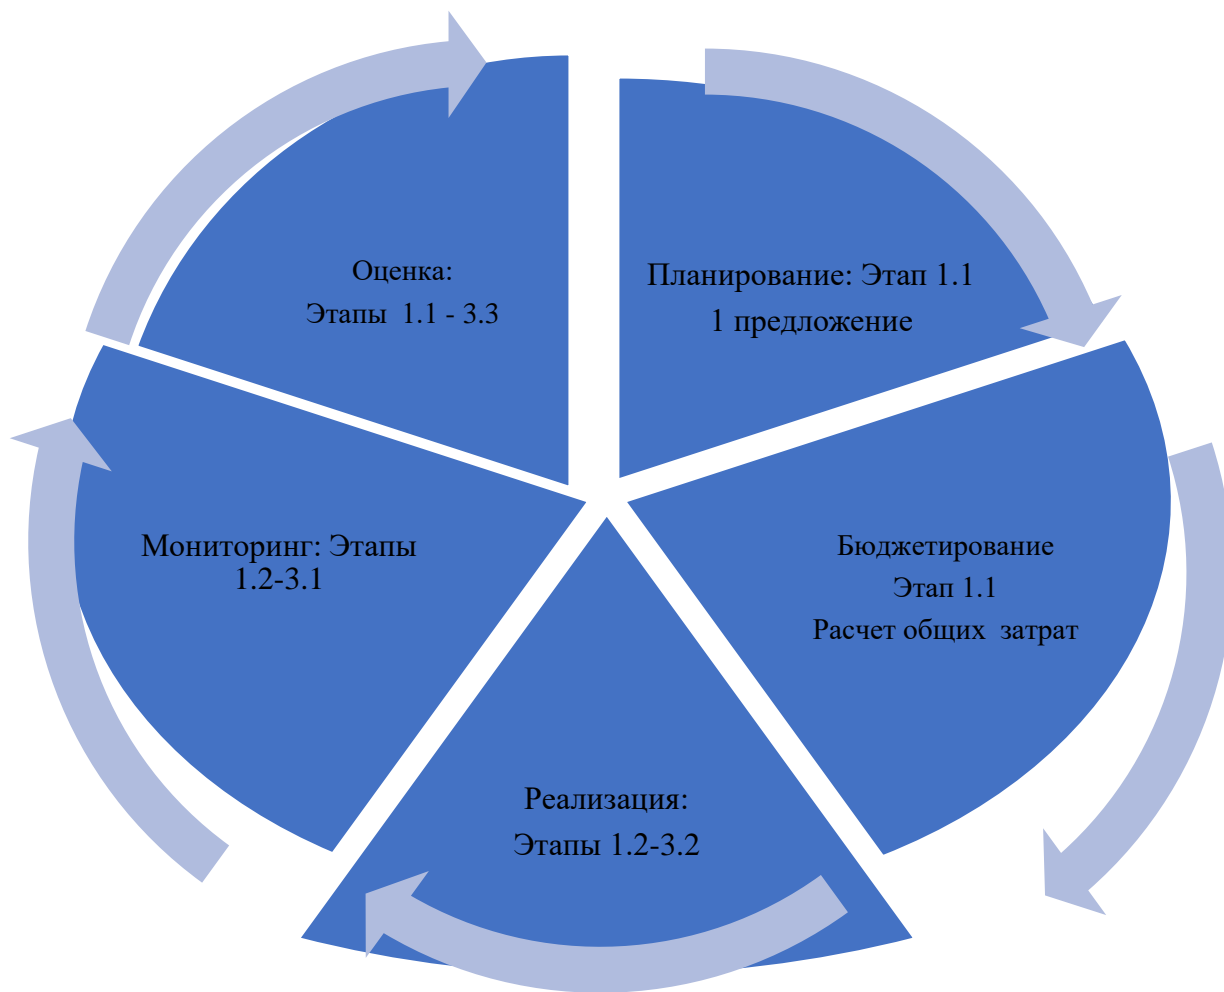 Оценка:
Этапы 1.1 - 3.3
Планирование: Этап 1.1
1 предложение
Мониторинг: Этапы
1.2-3.1
Бюджетирование
Этап 1.1
Расчет общих затрат
Реализация:
Этапы 1.2-3.2